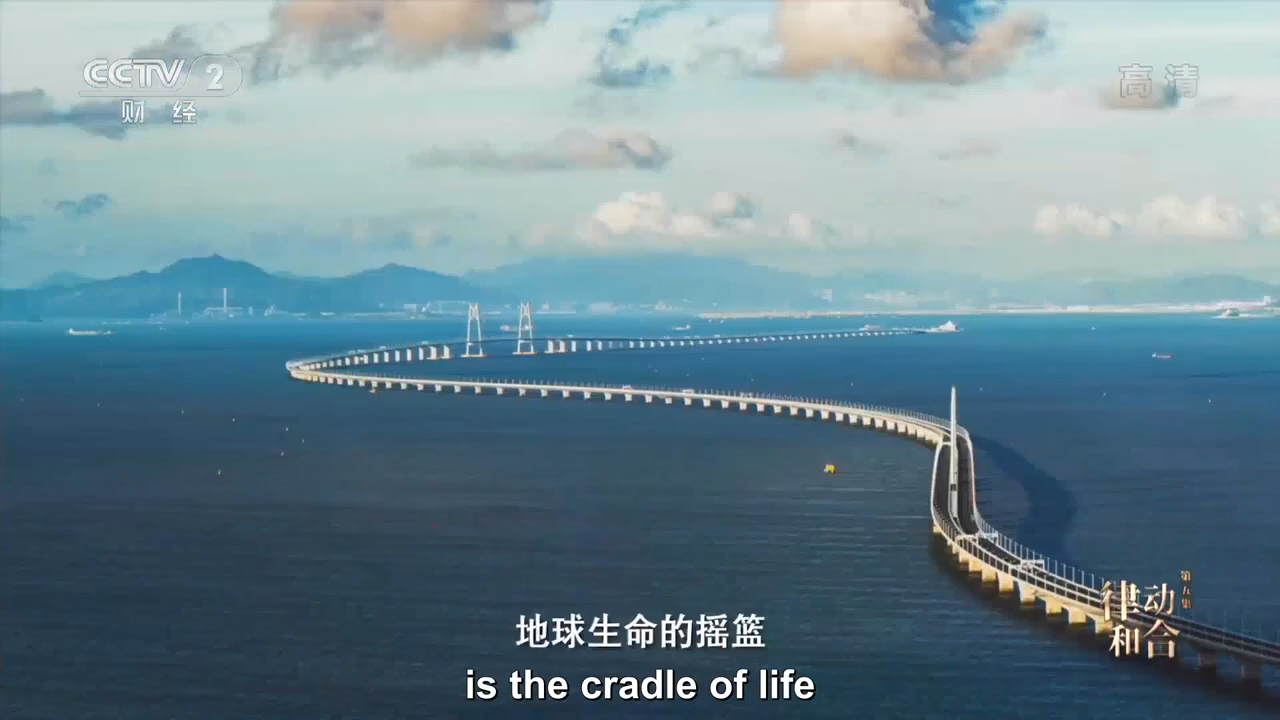 CCTV 2
财经
高清
第五集
律动
和合
地球生命的摇篮
is the cradle of life